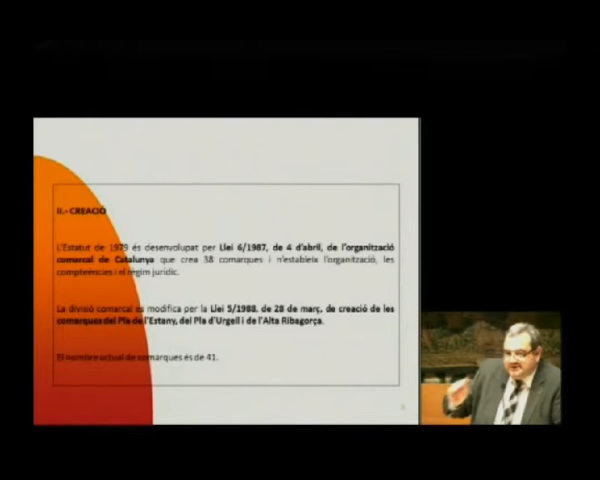 II.- CREACIÓ
L'Estatut de 1979 és desenvolupat per Llei 6/1987, de 4 d'abril, de l'organització
comarcal de Catalunya que crea 38 comarques i n'estableix l'organització, les
competències i el règim jurídic.
La divisió comarcal es modifica per la Llei 5/1988, de 28 de març, de creació de les
comarques del Pla de l'Estany, del Pla d'Urgell i de l'Alta Ribagorça.
El nombre actual de comarques és de 41.